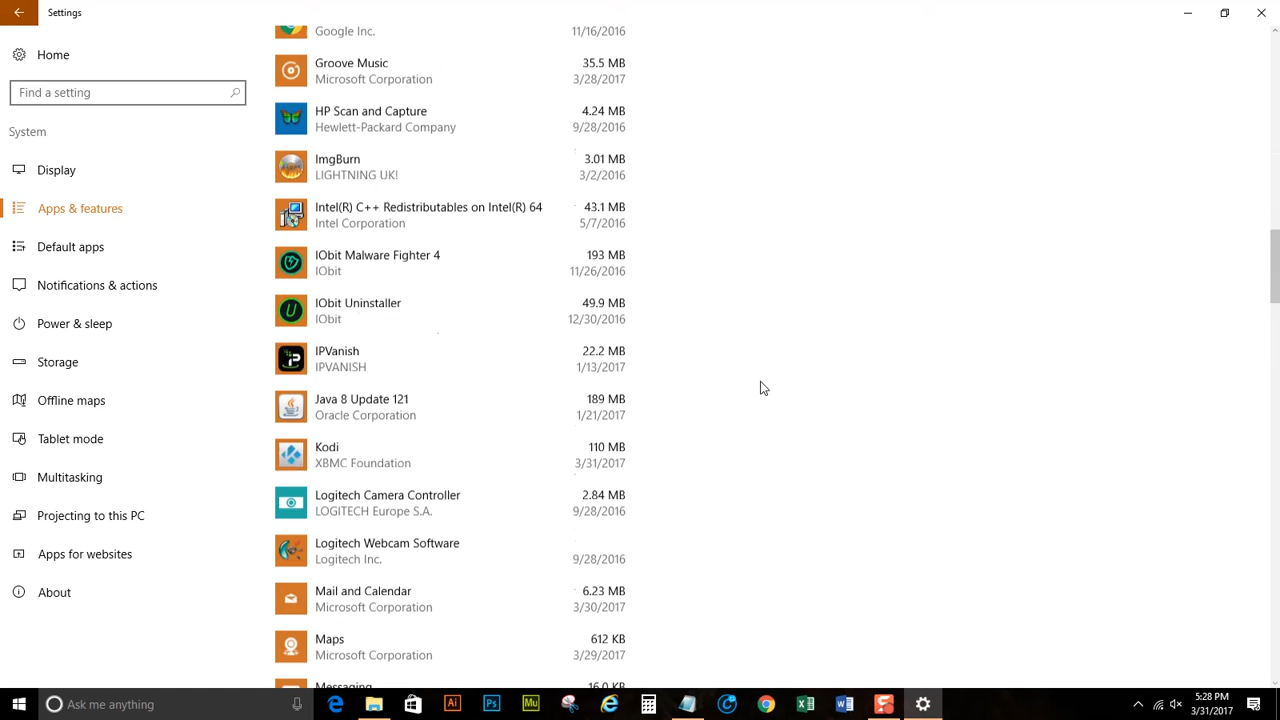 Settings
Home
Find a setting
System
Display
Apps & features
Default apps
Notifications & actions
Power & sleep
Storage
Offline maps
Tablet mode
Multitasking
Projecting to this PC
Apps for websites
About
Google Inc. 11/16/2016
Groove Music 35.5 MB
Microsoft Corporation 3/28/2017
HP Scan and Capture 4.24 MB
Hewlett-Packard Company 9/28/2016
ImgBurn 3.01 MB
LIGHTNING UK! 3/2/2016
Intel(R) C++ Redistributables on Intel(R) 64 43.1 MB
Intel Corporation 5/7/2016
IObit Malware Fighter 4 193 MB
IObit 11/26/2016
IObit Uninstaller 49.9 MB
IObit 12/30/2016
IPVanish 22.2 MB
IPVANISH 1/13/2017
Java 8 Update 121 189 MB
Oracle Corporation 1/21/2017
Kodi 110 MB
XBMC Foundation 3/31/2017
Logitech Camera Controller 2.84 MB
LOGITECH Europe S.A. 9/28/2016
Logitech Webcam Software
Logitech Inc. 9/28/2016
Mail and Calendar 6.23 MB
Microsoft Corporation 3/30/2017
Maps 612 KB
Microsoft Corporation 3/29/2017
Messaging 16.0 KB
Ask me anything
Ai
Ps
Mu
5:28 PM
3/31/2017